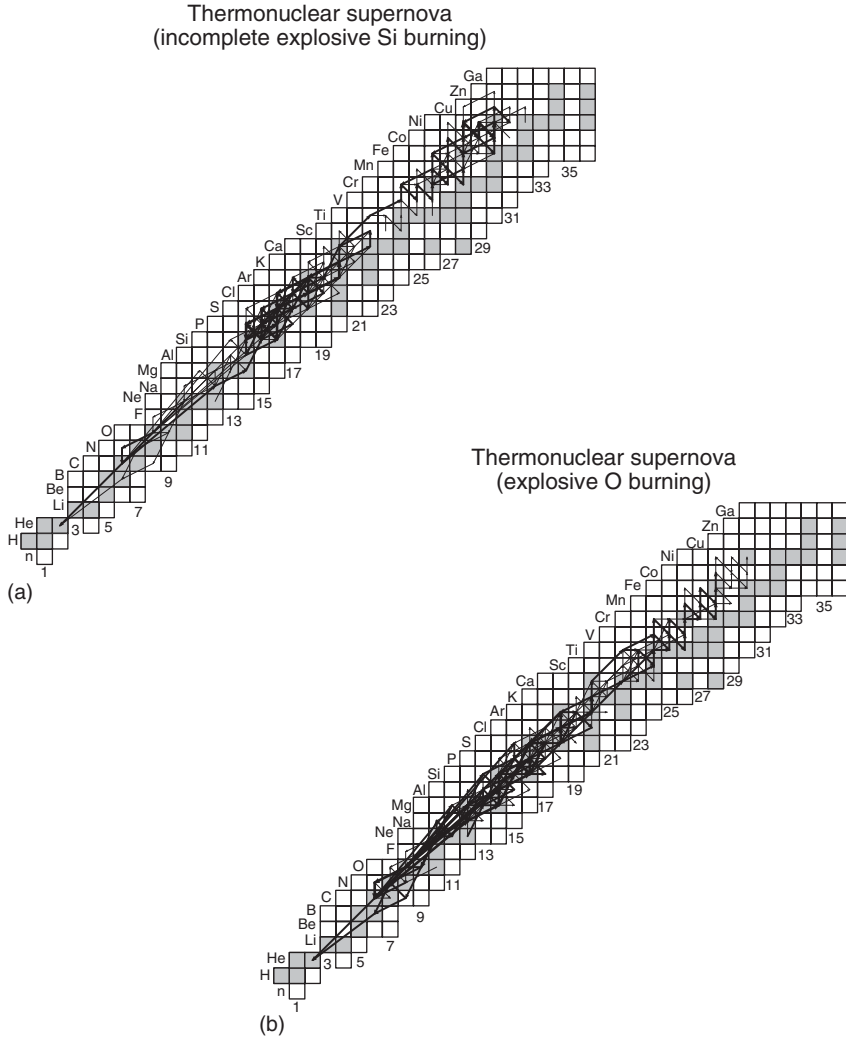 Thermonuclear supernova
(incomplete explosive Si burning)
Ga
Zn
Cu
Ni
Co
Fe
Mn
Cr
V
Ti
Sc
Ca
K
Ar
Cl
S
P
Si
Al
Mg
Na
Ne
F
O
N
C
B
Be
Li
He
H
n
1
3
5
7
9
11
13
15
17
19
21
23
25
27
29
31
33
35
(a)
Thermonuclear supernova
(explosive O burning)
Ga
Zn
Cu
Ni
Co
Fe
Mn
Cr
V
Ti
Sc
Ca
K
Ar
Cl
S
P
Si
Al
Mg
Na
Ne
F
O
N
C
B
Be
Li
He
H
n
1
3
5
7
9
11
13
15
17
19
21
23
25
27
29
31
33
35
(b)